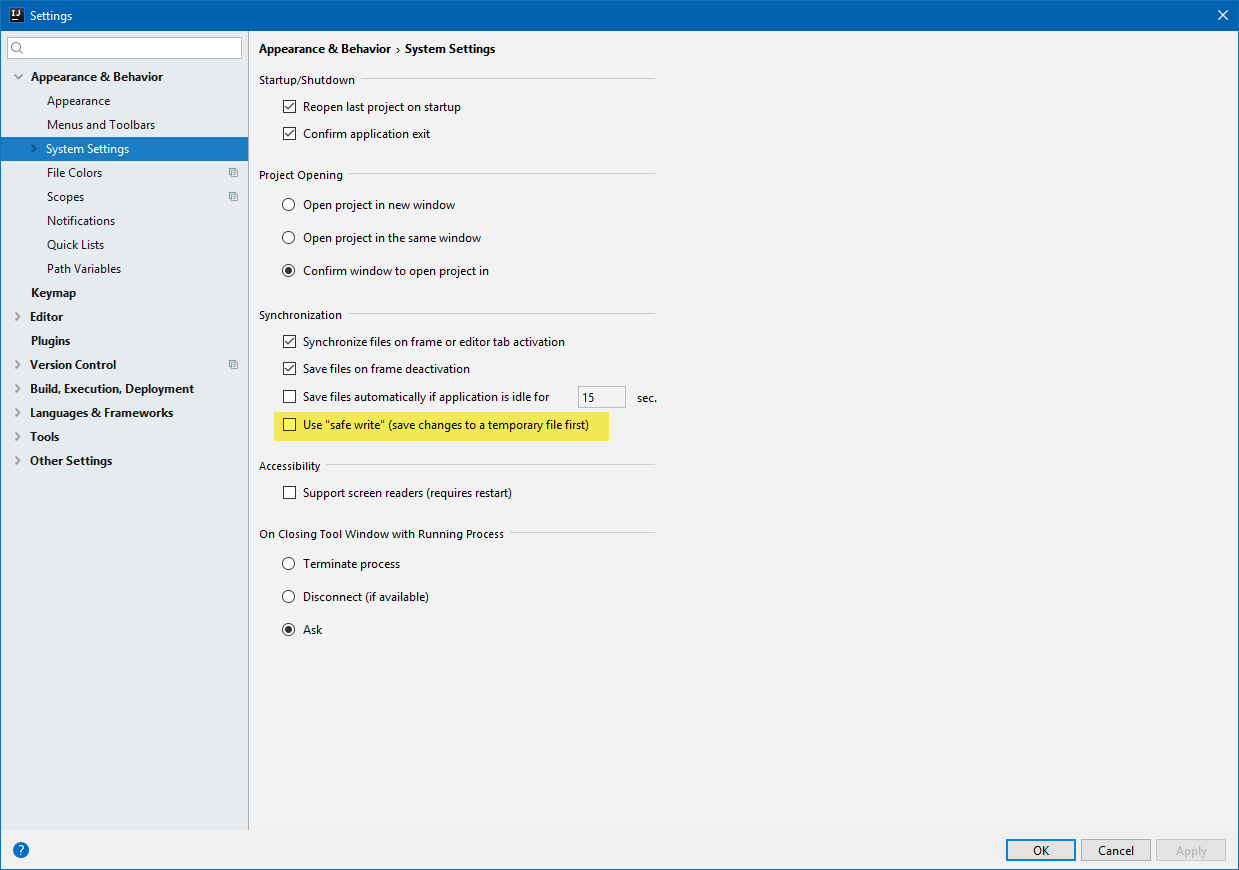 IJ Settings
Appearance & Behavior
Appearance
Menus and Toolbars
System Settings
File Colors
Scopes
Notifications
Quick Lists
Path Variables
Keymap
Editor
Plugins
Version Control
Build, Execution, Deployment
Languages & Frameworks
Tools
Other Settings
Appearance & Behavior › System Settings
Startup/Shutdown
Reopen last project on startup
Confirm application exit
Project Opening
Open project in new window
Open project in the same window
Confirm window to open project in
Synchronization
Synchronize files on frame or editor tab activation
Save files on frame deactivation
Save files automatically if application is idle for 15 sec.
Use "safe write" (save changes to a temporary file first)
Accessibility
Support screen readers (requires restart)
On Closing Tool Window with Running Process
Terminate process
Disconnect (if available)
Ask
? OK Cancel Apply